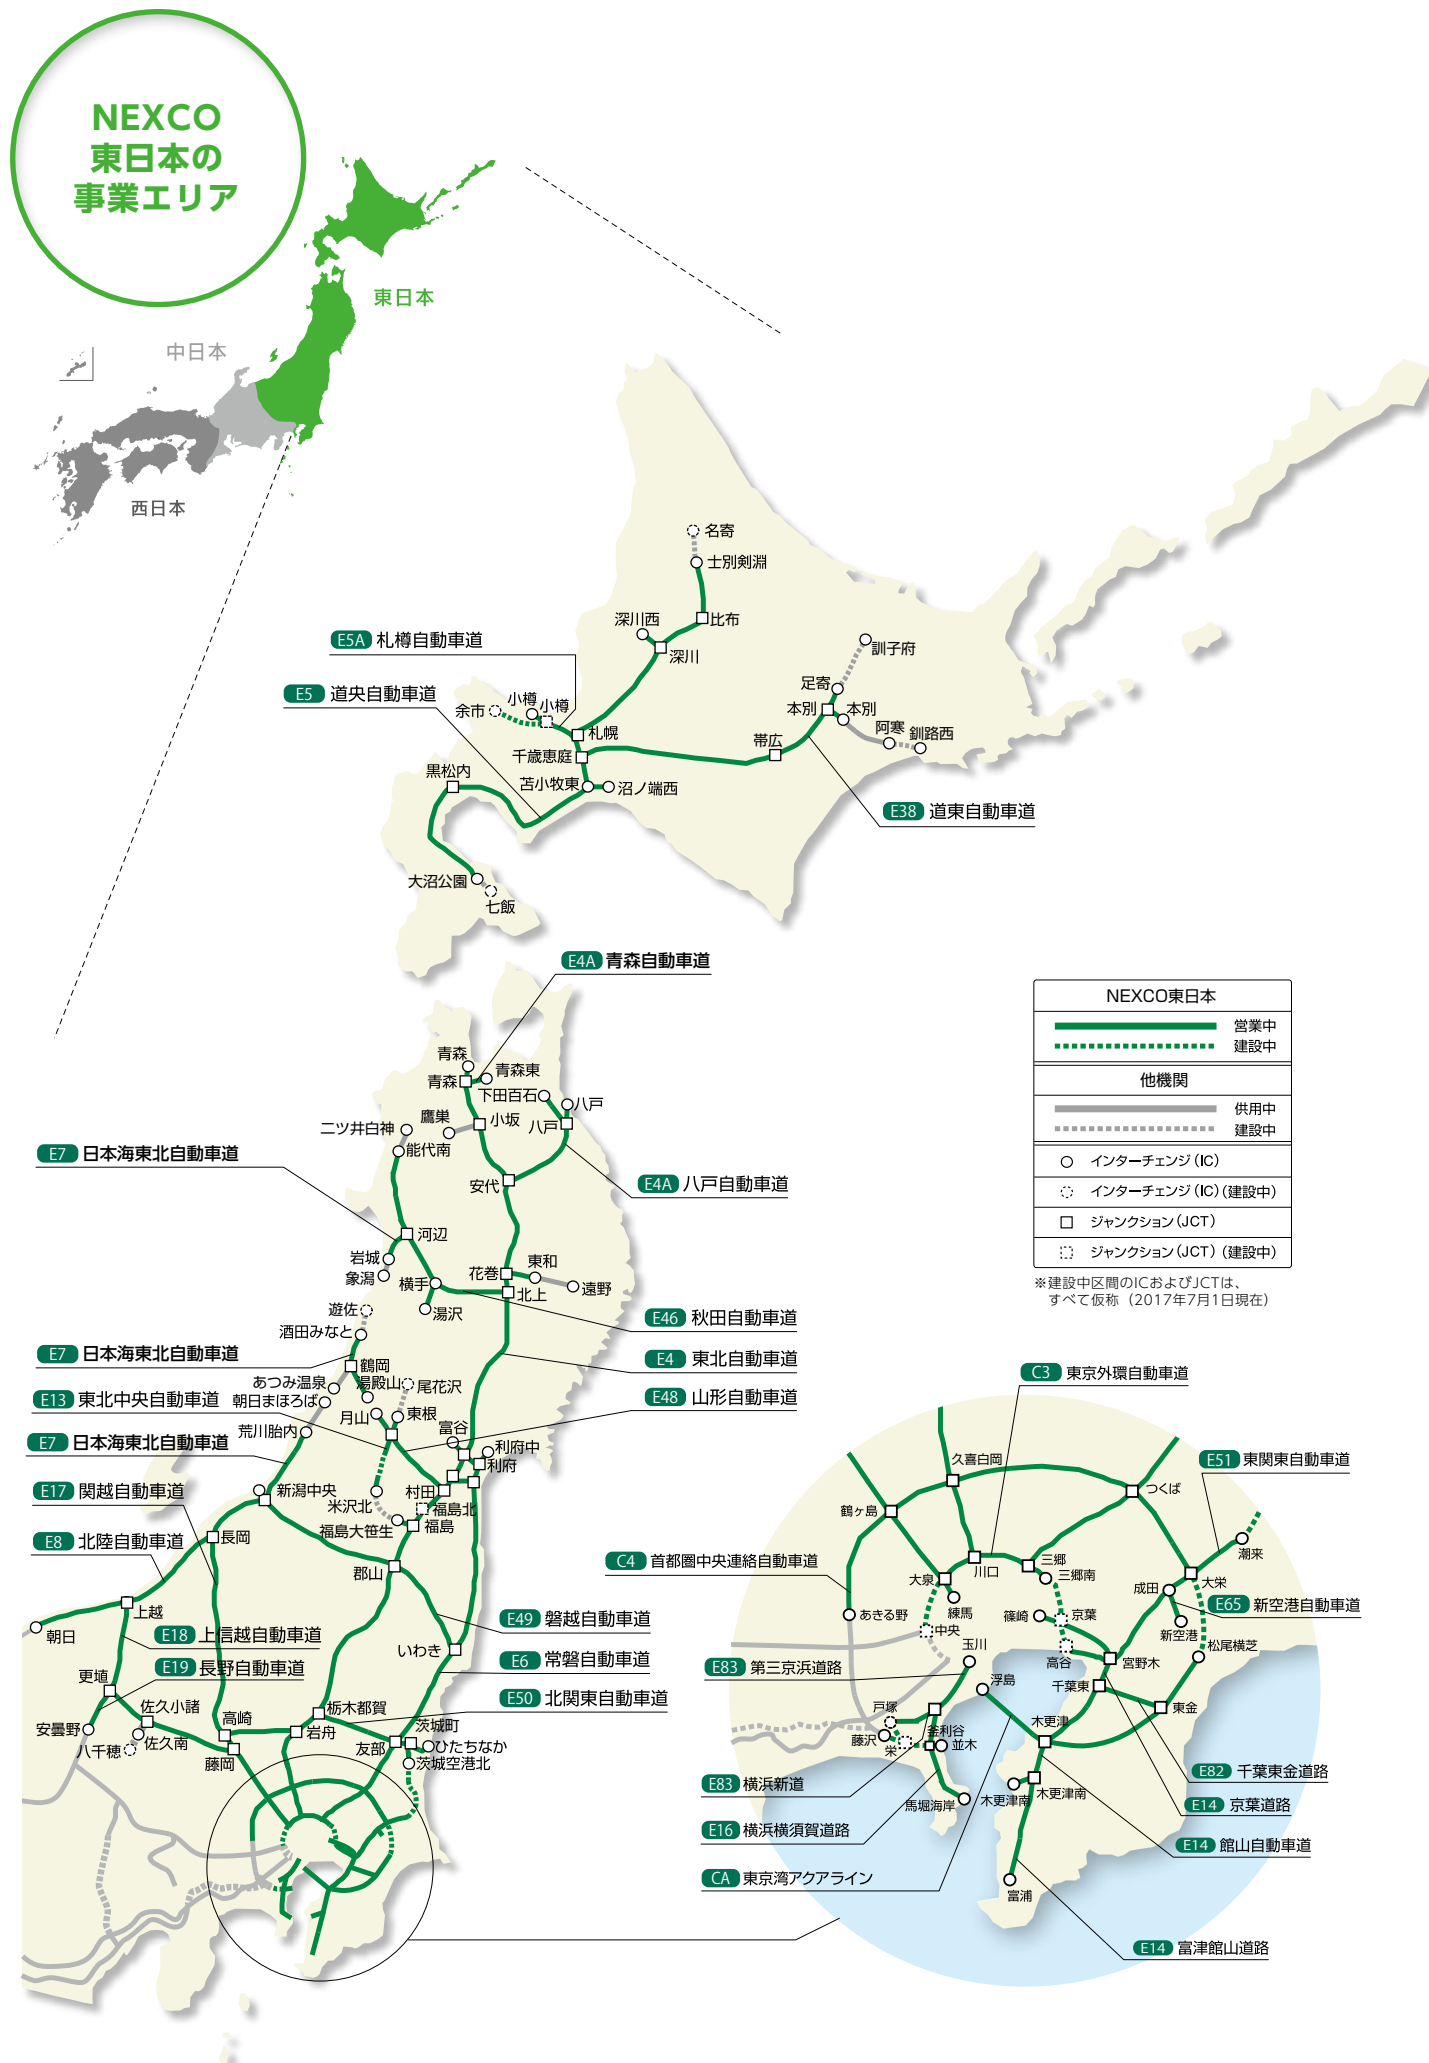 NEXCO
東日本の
事業エリア
東日本
中日本
西日本
名寄
士別剣淵
深川西
比布
深川
訓子府
E5A 札樽自動車道
足寄
E5 道央自動車道
余市
小樽
小樽
本別
本別
札幌
阿寒
釧路西
帯広
千歳恵庭
黒松内
苫小牧東
沼ノ端西
E38 道東自動車道
大沼公園
七飯
E4A 青森自動車道
NEXCO東日本
営業中
建設中
他機関
供用中
建設中
インターチェンジ(IC)
インターチェンジ(IC)(建設中)
ジャンクション(JCT)
ジャンクション(JCT)(建設中)
※建設中区間のICおよびJCTは、
すべて仮称（2017年7月1日現在）
青森
青森東
青森
下田百石
八戸
鷹巣
小坂
八戸
二ツ井白神
能代南
E7 日本海東北自動車道
安代
E4A 八戸自動車道
河辺
岩城
象潟
花巻
東和
横手
北上
遠野
遊佐
湯沢
E46 秋田自動車道
酒田みなと
E7 日本海東北自動車道
E4 東北自動車道
鶴岡
湯殿山
尾花沢
あつみ温泉
E13 東北中央自動車道
朝日まほろば
E48 山形自動車道
月山
東根
荒川胎内
富谷
E7 日本海東北自動車道
利府中
利府
E17 関越自動車道
新潟中央
村田
米沢北
福島北
福島大笹生
福島
E8 北陸自動車道
長岡
郡山
上越
E49 磐越自動車道
朝日
E18 上信越自動車道
いわき
E19 長野自動車道
E6 常磐自動車道
更埴
E50 北関東自動車道
佐久小諸
高崎
栃木都賀
安曇野
岩舟
茨城町
八千穂
佐久南
藤岡
友部
ひたちなか
茨城空港北
C3 東京外環自動車道
久喜白岡
E51 東関東自動車道
つくば
鶴ヶ島
C4 首都圏中央連絡自動車道
大泉
川口
三郷
三郷南
潮来
成田
大栄
練馬
篠崎
京葉
E65 新空港自動車道
あきる野
中央
新空港
玉川
松尾横芝
高谷
宮野木
E83 第三京浜道路
浮島
千葉東
戸塚
東金
藤沢
栄
釜利谷
並木
木更津
E83 横浜新道
木更津南
木更津南
E82 千葉東金道路
馬堀海岸
E14 京葉道路
E16 横浜横須賀道路
E14 館山自動車道
CA 東京湾アクアライン
富浦
E14 富津館山道路